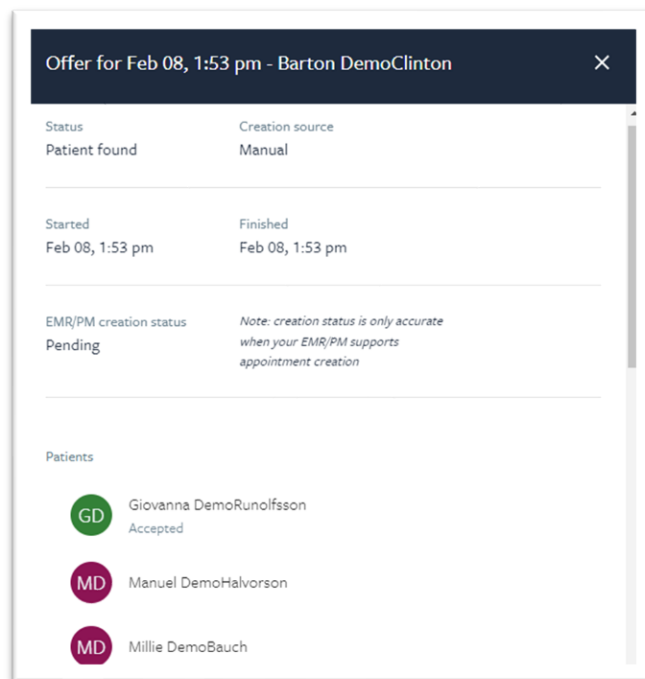 Offer for Feb 08, 1:53 pm - Barton DemoClinton
Status
Creation source
Patient found
Manual
Started
Finished
Feb 08, 1:53 pm
Feb 08, 1:53 pm
EMR/PM creation status
Pending
Note: creation status is only accurate
when your EMR/PM supports
appointment creation
Patients
GD
Giovanna DemoRunolfsson
Accepted
MD
Manuel DemoHalvorson
MD
Millie DemoBauch